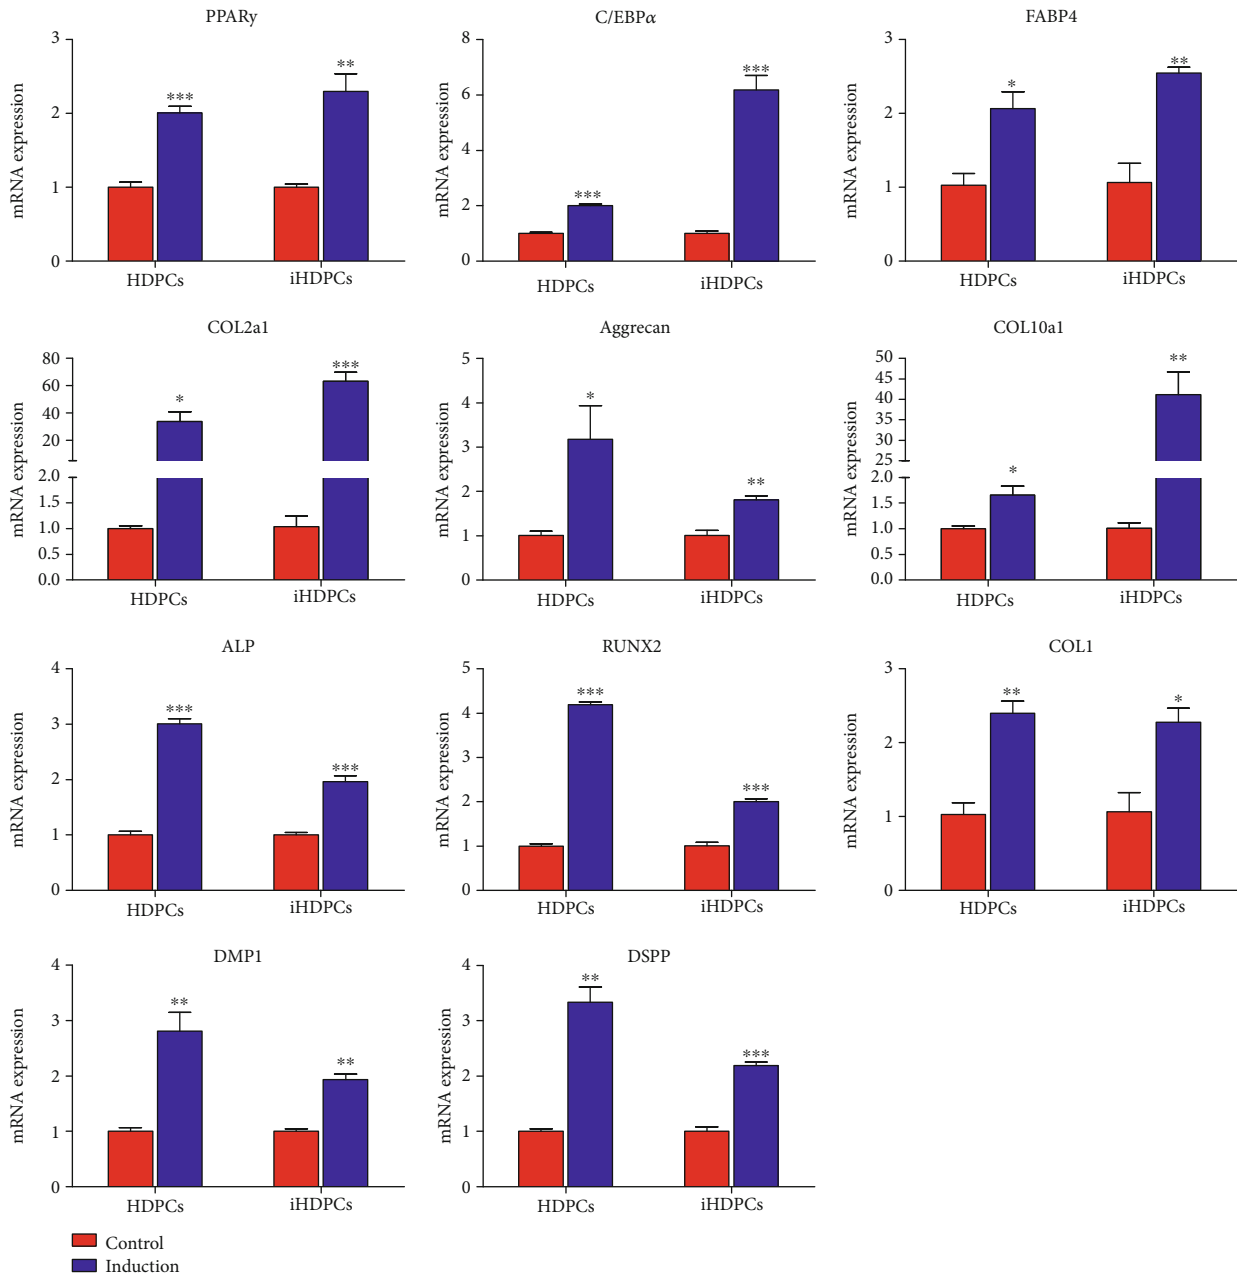 PPARy
mRNA expression
3
2
1
0
***
**
HDPCs
iHDPCs
C/EBPα
mRNA expression
8
6
4
2
0
***
***
HDPCs
iHDPCs
FABP4
mRNA expression
3
2
1
0
*
**
HDPCs
iHDPCs
COL2a1
mRNA expression
80
60
40
20
2.0
1.5
1.0
0.5
0.0
*
***
HDPCs
iHDPCs
Aggrecan
mRNA expression
5
4
3
2
1
0
*
**
HDPCs
iHDPCs
COL10a1
mRNA expression
50
45
40
35
30
25
2.0
1.5
1.0
0.5
0.0
*
**
HDPCs
iHDPCs
ALP
mRNA expression
4
3
2
1
0
***
***
HDPCs
iHDPCs
RUNX2
mRNA expression
5
4
3
2
1
0
***
***
HDPCs
iHDPCs
COL1
mRNA expression
3
2
1
0
**
*
HDPCs
iHDPCs
DMP1
mRNA expression
4
3
2
1
0
**
**
HDPCs
iHDPCs
DSPP
mRNA expression
4
3
2
1
0
**
***
HDPCs
iHDPCs
Control
Induction